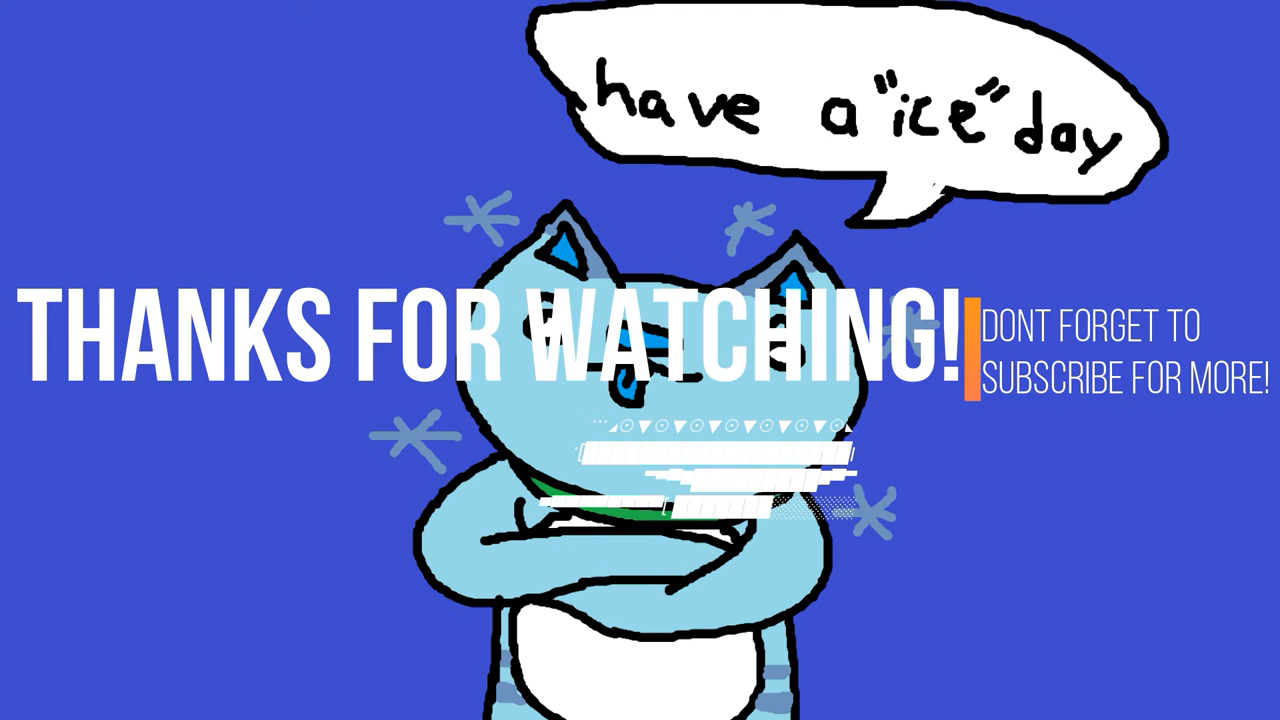 have a "ice" day
THANKS FOR WATCHING!
DONT FORGET TO
SUBSCRIBE FOR MORE!